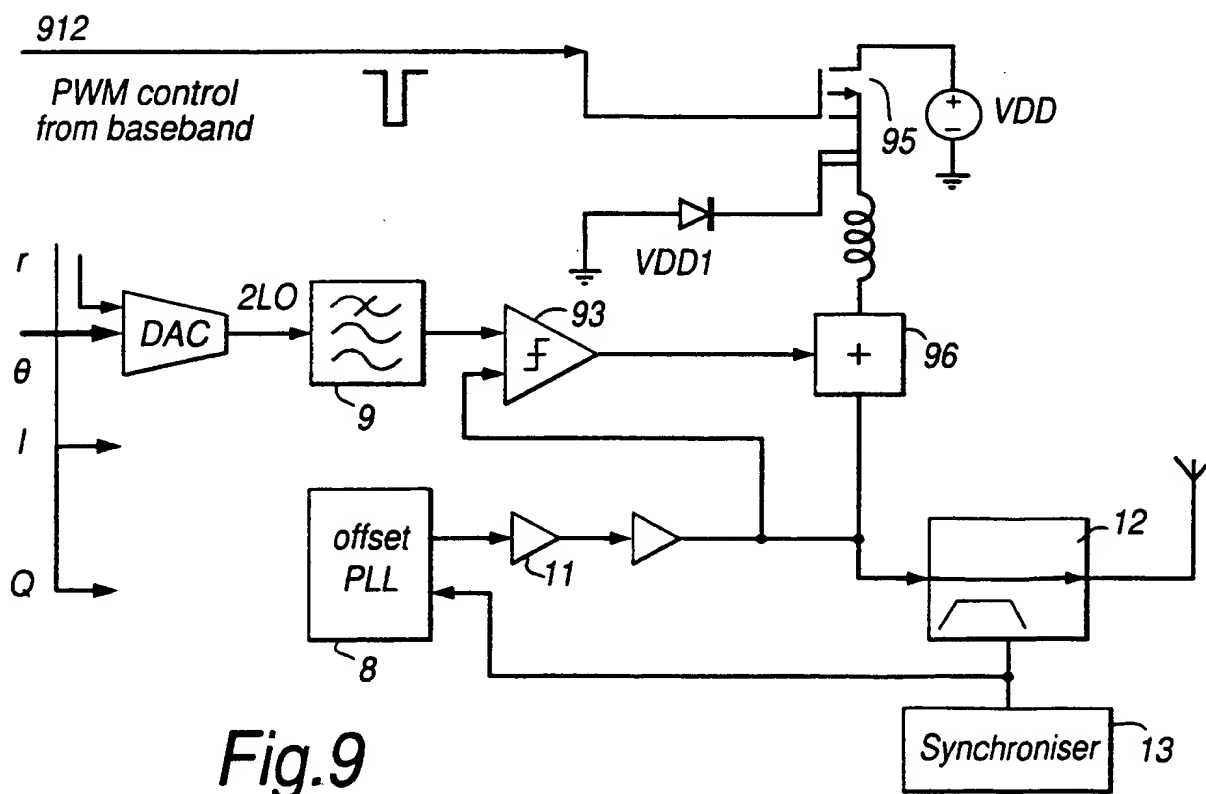 912
PWM control
from baseband
95
+
−
VDD
VDD1
r
θ
I
Q
DAC
2LO
9
93
+
96
offset
PLL
8
11
12
Synchroniser
13
Fig.9